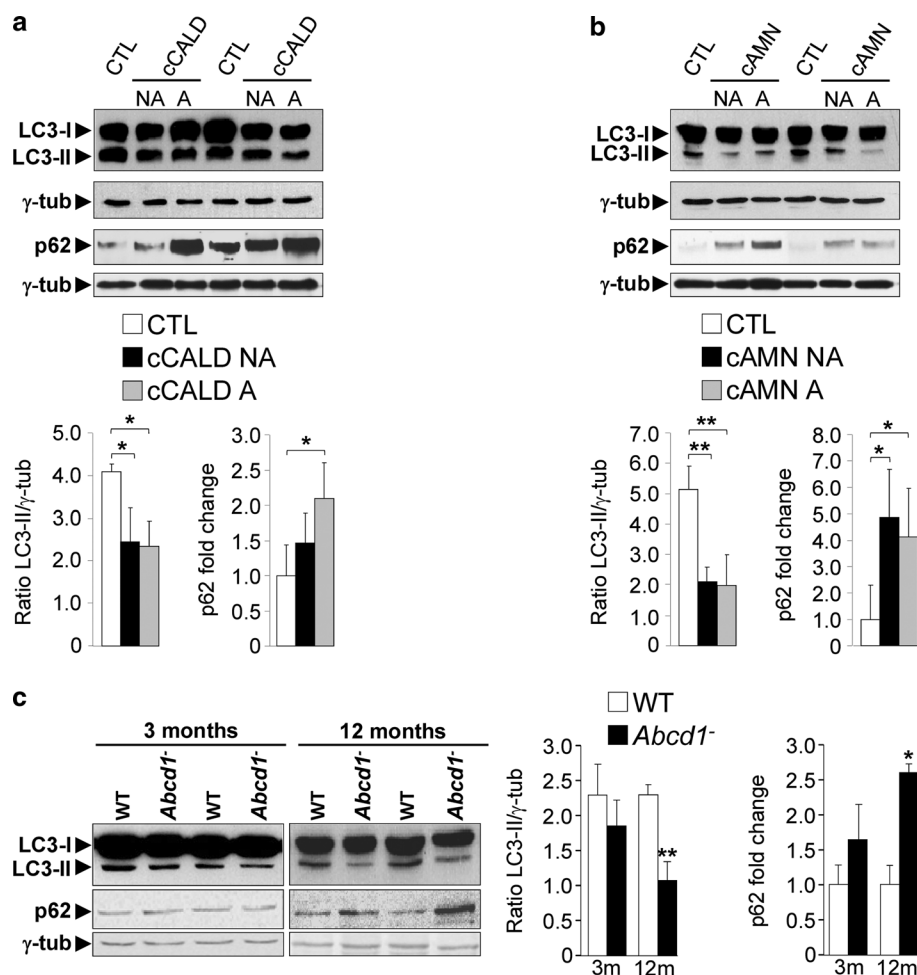 a
CTL cCALD CTL cCALD
NA A NA A
LC3-I
LC3-II
γ-tub
p62
γ-tub
CTL
cCALD NA
cCALD A
Ratio LC3-II/γ-tub
5.0
4.0
3.0
2.0
1.0
0
*
*
p62 fold change
3.0
2.5
2.0
1.5
1.0
0.5
0
*
b
CTL cAMN CTL cAMN
NA A NA A
LC3-I
LC3-II
γ-tub
p62
γ-tub
CTL
cAMN NA
cAMN A
Ratio LC3-II/γ-tub
7.0
6.0
5.0
4.0
3.0
2.0
1.0
0
**
**
p62 fold change
8.0
7.0
6.0
5.0
4.0
3.0
2.0
1.0
0
*
*
c
3 months 12 months
WT Abcd1- WT Abcd1- WT Abcd1- WT Abcd1-
LC3-I
LC3-II
p62
γ-tub
WT
Abcd1-
Ratio LC3-II/γ-tub
3.0
2.5
2.0
1.5
1.0
0.5
0
**
3m 12m
p62 fold change
3.0
2.5
2.0
1.5
1.0
0.5
0
*
3m 12m